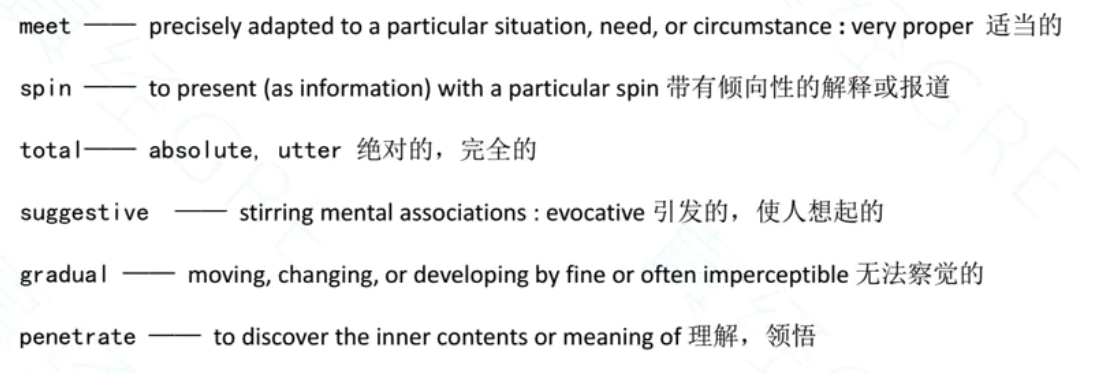 meet —— precisely adapted to a particular situation, need, or circumstance : very proper 适当的
spin —— to present (as information) with a particular spin 带有倾向性的解释或报道
total—— absolute, utter 绝对的，完全的
suggestive —— stirring mental associations : evocative 引发的，使人想起的
gradual —— moving, changing, or developing by fine or often imperceptible 无法察觉的
penetrate —— to discover the inner contents or meaning of 理解，领悟